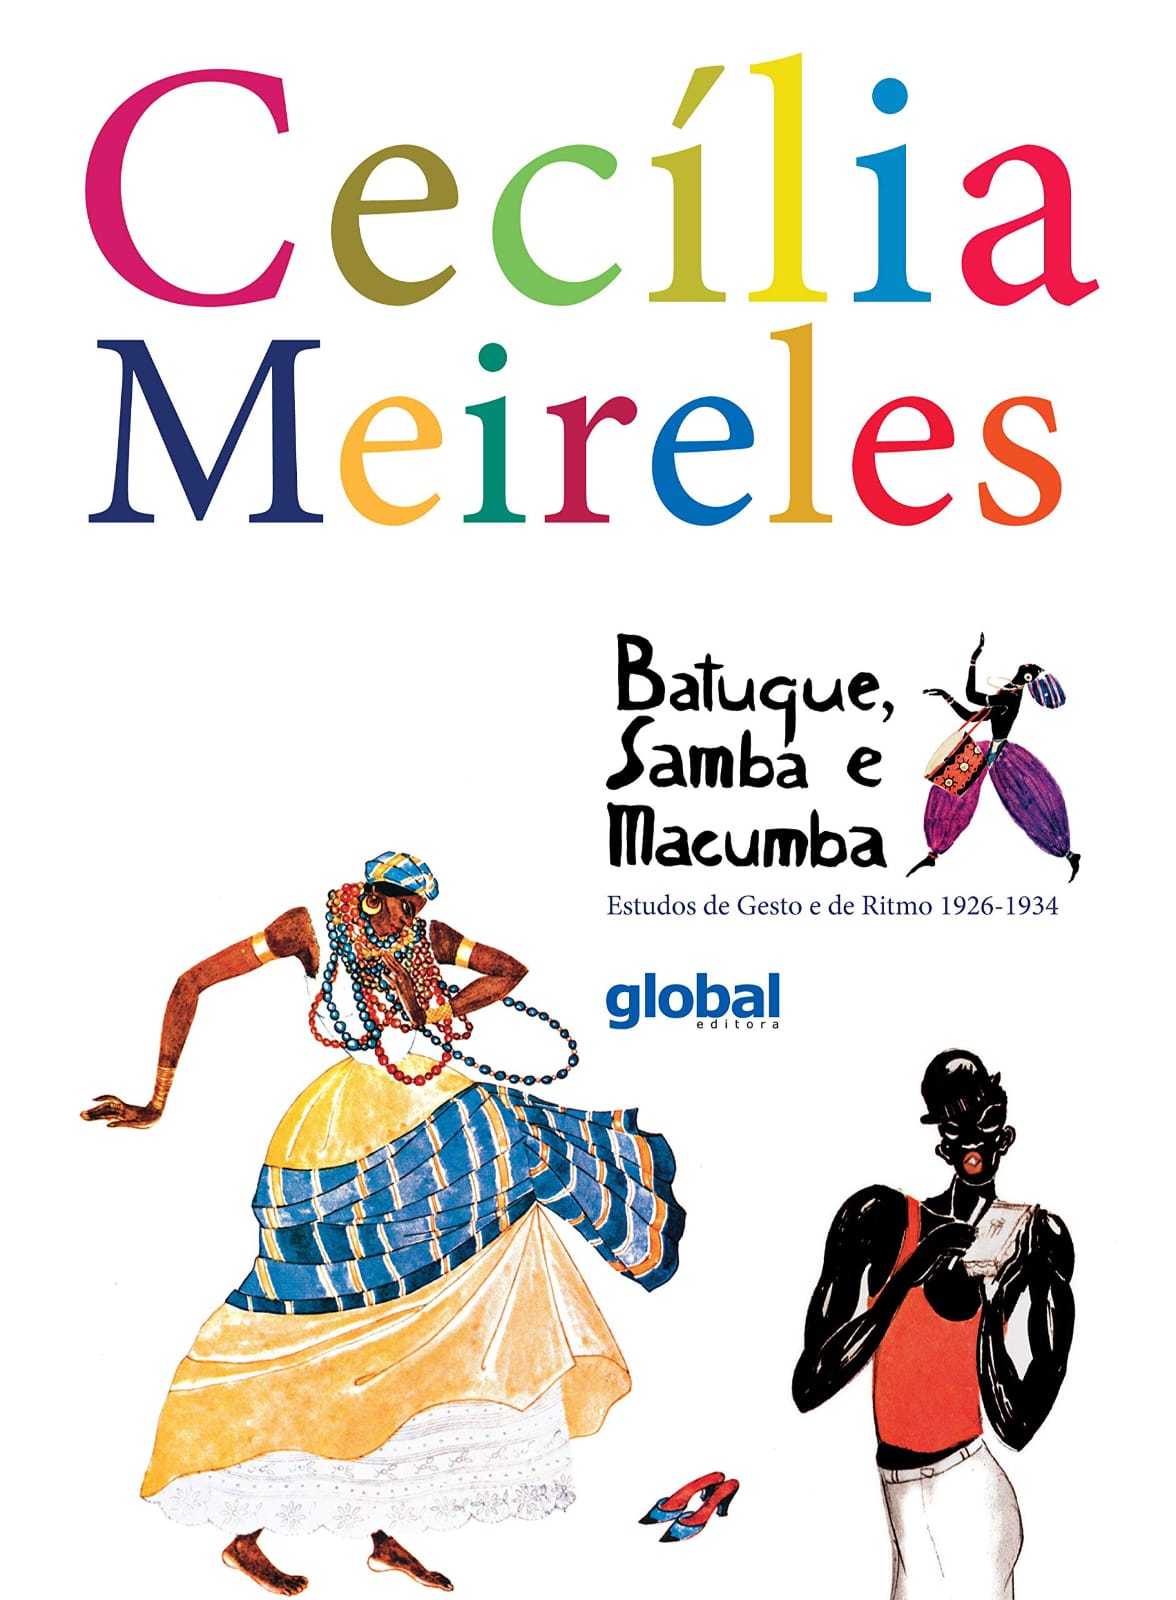 Cecília
Meireles
Batuque,
Samba e
Macumba
Estudos de Gesto e de Ritmo 1926-1934
global
editora